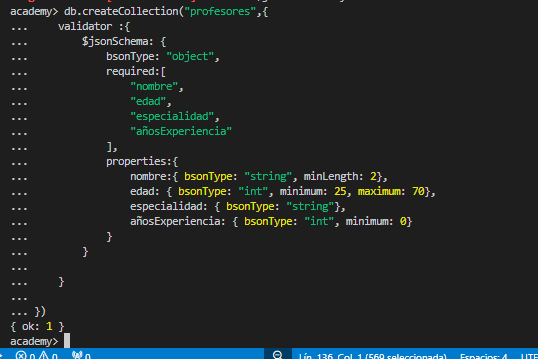 academy> db.createCollection("profesores",{
...     validator :{
...         $jsonSchema: {
...             bsonType: "object",
...             required:[
...                 "nombre",
...                 "edad",
...                 "especialidad",
...                 "añosExperiencia"
...             ],
...             properties:{
...                 nombre:{ bsonType: "string", minLength: 2},
...                 edad: { bsonType: "int", minimum: 25, maximum: 70},
...                 especialidad: { bsonType: "string"},
...                 añosExperiencia: { bsonType: "int", minimum: 0}
...             }
...         }
...
...     }
...
... })
{ ok: 1 }
academy>
0 0 0 Lín. 136, Col. 1 (569 seleccionada) Espacios: 4 UTF